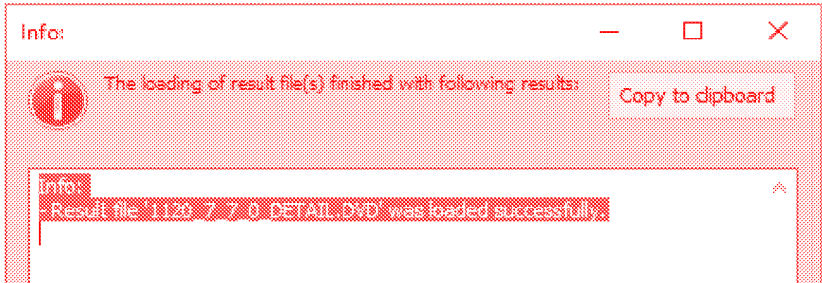 Info:
The loading of result file(s) finished with following results:
Copy to clipboard
Info:
- Result file '1120_7_7_0_DETAIL.DVD' was loaded successfully.